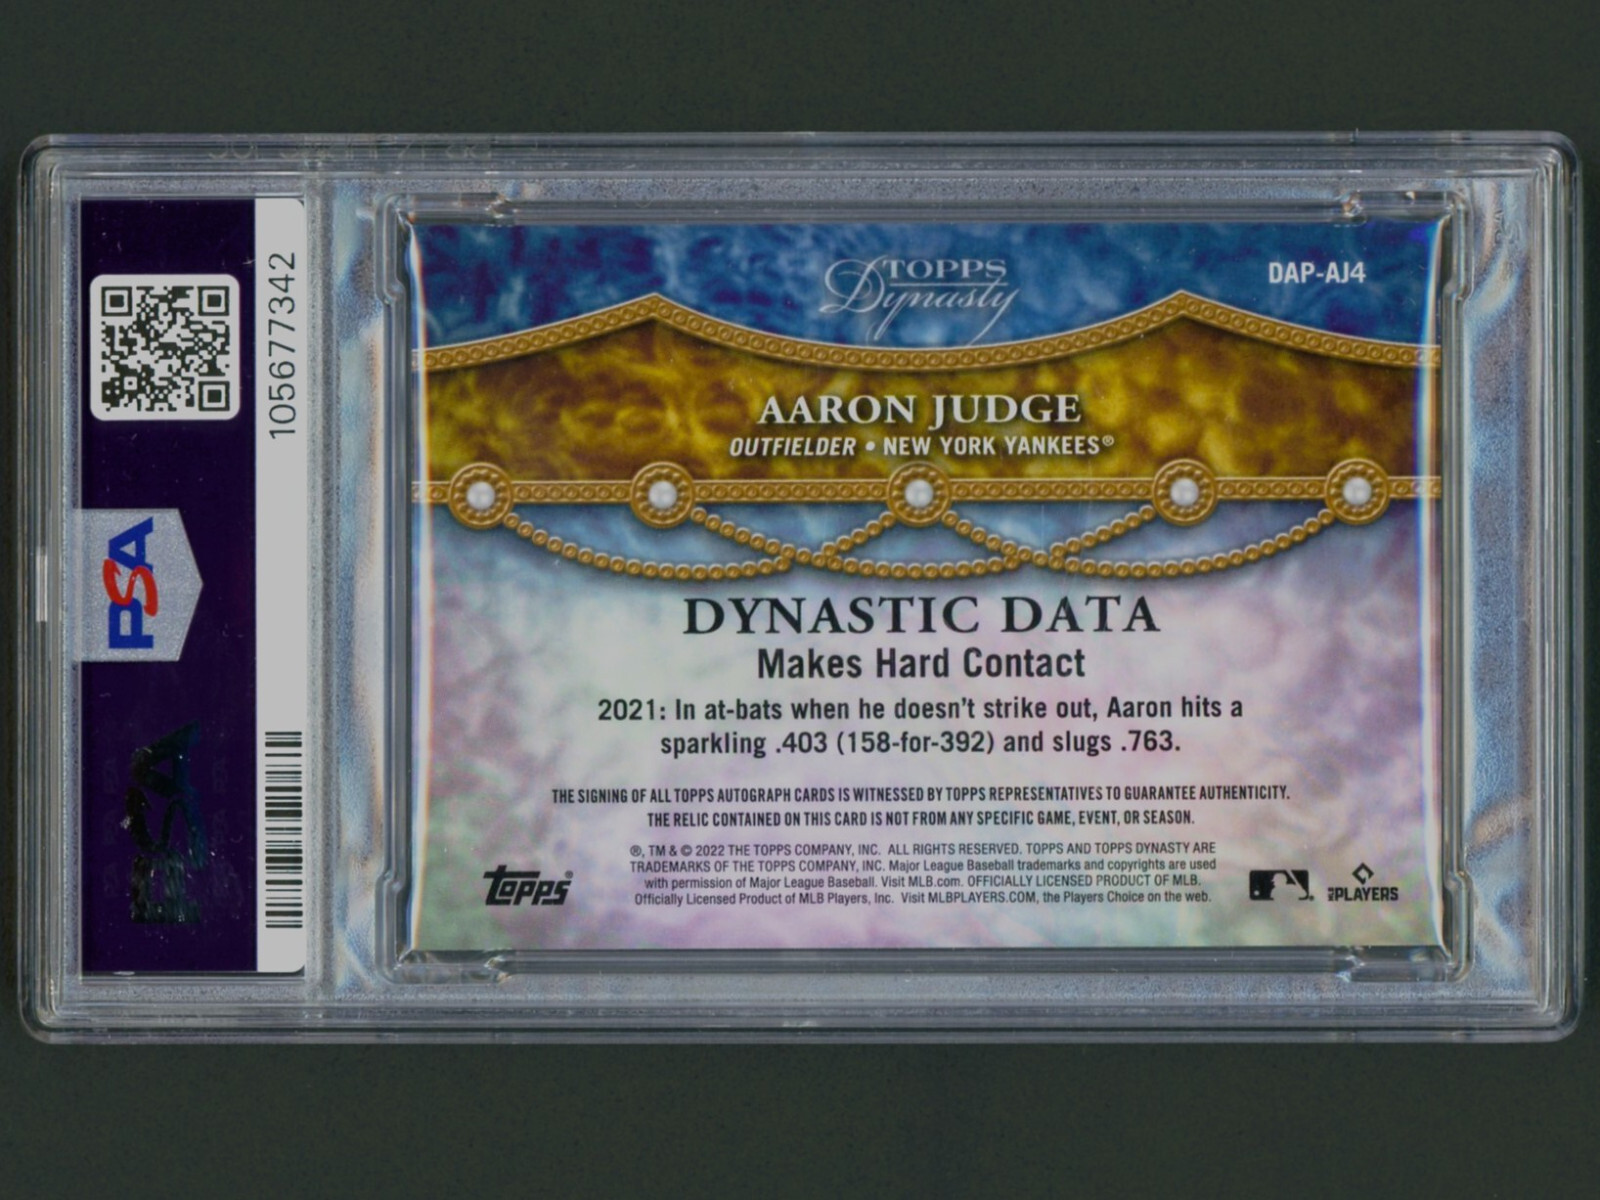 105677342
PSA
PSA
TOPPS
Dynasty
DAP-AJ4
AARON JUDGE
OUTFIELDER • NEW YORK YANKEES®
DYNASTIC DATA
Makes Hard Contact
2021: In at-bats when he doesn't strike out, Aaron hits a
sparkling .403 (158-for-392) and slugs .763.
THE SIGNING OF ALL TOPPS AUTOGRAPH CARDS IS WITNESSED BY TOPPS REPRESENTATIVES TO GUARANTEE AUTHENTICITY.
THE RELIC CONTAINED ON THIS CARD IS NOT FROM ANY SPECIFIC GAME, EVENT, OR SEASON.
®, TM & © 2022 THE TOPPS COMPANY, INC. ALL RIGHTS RESERVED. TOPPS AND TOPPS DYNASTY ARE
TRADEMARKS OF THE TOPPS COMPANY, INC. Major League Baseball trademarks and copyrights are used
with permission of Major League Baseball. Visit MLB.com. OFFICIALLY LICENSED PRODUCT OF MLB.
Officially Licensed Product of MLB Players, Inc. Visit MLBPLAYERS.COM, the Players Choice on the web.
Topps®
MLB PLAYERS